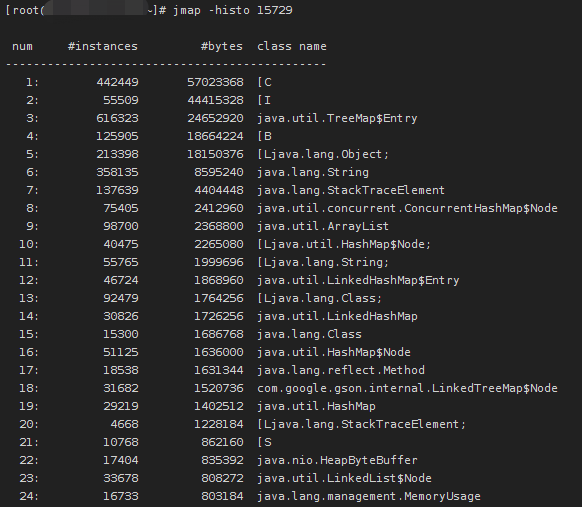 [root( ~]# jmap -histo 15729
num #instances #bytes class name
----------------------------------------------
1: 442449 57023368 [C
2: 55509 44415328 [I
3: 616323 24652920 java.util.TreeMap$Entry
4: 125905 18664224 [B
5: 213398 18150376 [Ljava.lang.Object;
6: 358135 8595240 java.lang.String
7: 137639 4404448 java.lang.StackTraceElement
8: 75405 2412960 java.util.concurrent.ConcurrentHashMap$Node
9: 98700 2368800 java.util.ArrayList
10: 40475 2265080 [Ljava.util.HashMap$Node;
11: 55765 1999696 [Ljava.lang.String;
12: 46724 1868960 java.util.LinkedHashMap$Entry
13: 92479 1764256 [Ljava.lang.Class;
14: 30826 1726256 java.util.LinkedHashMap
15: 15300 1686768 java.lang.Class
16: 51125 1636000 java.util.HashMap$Node
17: 18538 1631344 java.lang.reflect.Method
18: 31682 1520736 com.google.gson.internal.LinkedTreeMap$Node
19: 29219 1402512 java.util.HashMap
20: 4668 1228184 [Ljava.lang.StackTraceElement;
21: 10768 862160 [S
22: 17404 835392 java.nio.HeapByteBuffer
23: 33678 808272 java.util.LinkedList$Node
24: 16733 803184 java.lang.management.MemoryUsage